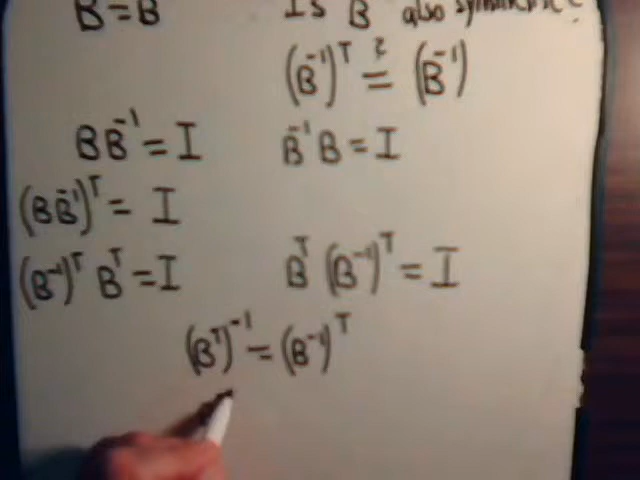 B = B Is B also symmetric?
(B⁻¹)ᵀ ≟ (B⁻¹)
BB⁻¹ = I B⁻¹B = I
(BB⁻¹)ᵀ = I
(B⁻¹)ᵀ Bᵀ = I Bᵀ (B⁻¹)ᵀ = I
(Bᵀ)⁻¹ = (B⁻¹)ᵀ